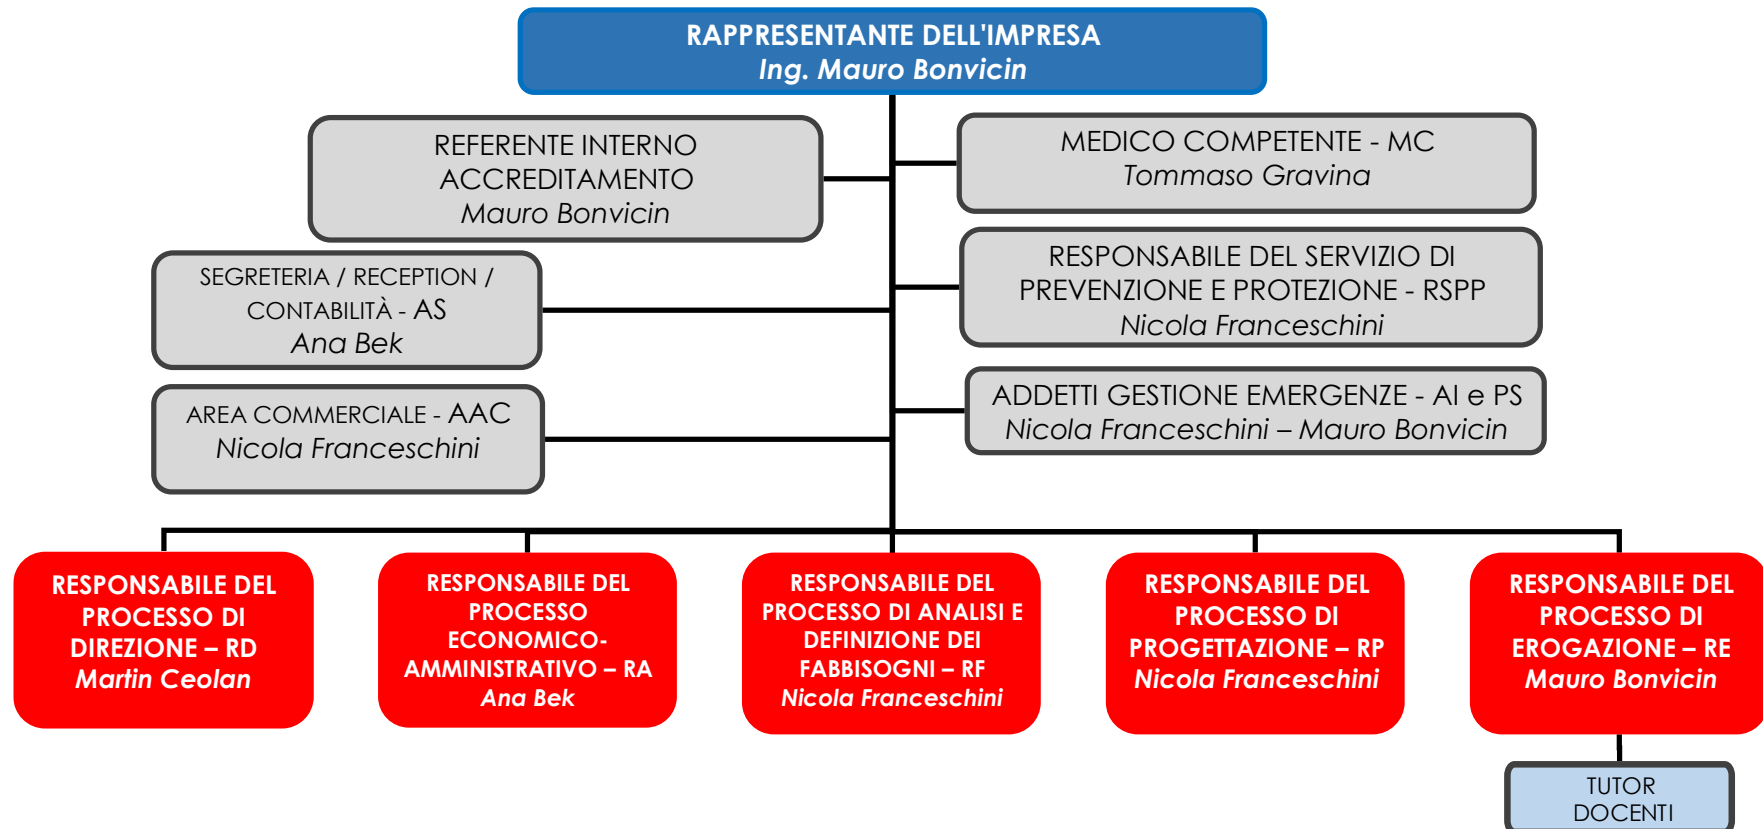 RAPPRESENTANTE DELL'IMPRESA
Ing. Mauro Bonvicin
REFERENTE INTERNO
ACCREDITAMENTO
Mauro Bonvicin
MEDICO COMPETENTE - MC
Tommaso Gravina
SEGRETERIA / RECEPTION /
CONTABILITÀ - AS
Ana Bek
RESPONSABILE DEL SERVIZIO DI
PREVENZIONE E PROTEZIONE - RSPP
Nicola Franceschini
AREA COMMERCIALE - AAC
Nicola Franceschini
ADDETTI GESTIONE EMERGENZE - AI e PS
Nicola Franceschini – Mauro Bonvicin
RESPONSABILE DEL
PROCESSO DI
DIREZIONE – RD
Martin Ceolan
RESPONSABILE DEL
PROCESSO
ECONOMICO-
AMMINISTRATIVO – RA
Ana Bek
RESPONSABILE DEL
PROCESSO DI ANALISI E
DEFINIZIONE DEI
FABBISOGNI – RF
Nicola Franceschini
RESPONSABILE DEL
PROCESSO DI
PROGETTAZIONE – RP
Nicola Franceschini
RESPONSABILE DEL
PROCESSO DI
EROGAZIONE – RE
Mauro Bonvicin
TUTOR
DOCENTI